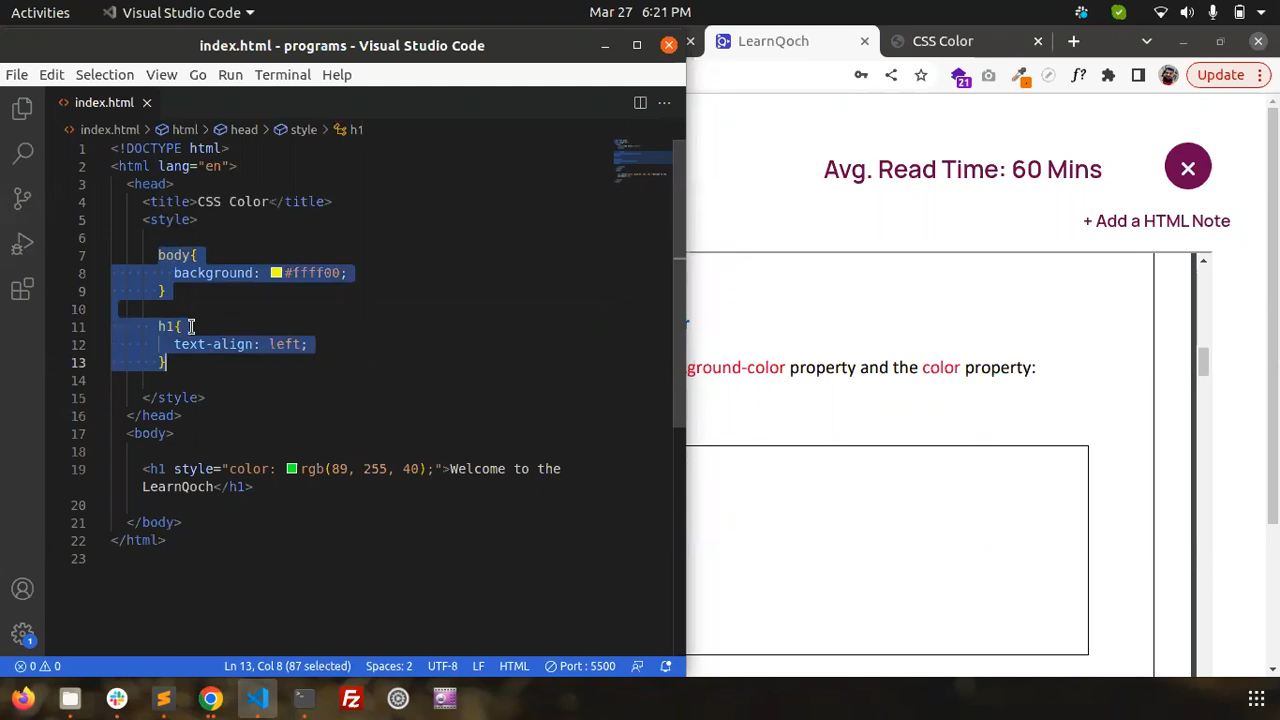 Activities Visual Studio Code Mar 27 6:21 PM
index.html - programs - Visual Studio Code
LearnQoch
CSS Color
File Edit Selection View Go Run Terminal Help
f?
21
Update
index.html
index.html > html > head > style > h1
1 <!DOCTYPE html>
2 <html lang="en">
3 <head>
4 <title>CSS Color</title>
5 <style>
6
7 body{
8 background: #ffff00;
9 }
10
11 h1{
12 text-align: left;
13 }
14
15 </style>
16 </head>
17 <body>
18
19 <h1 style="color: rgb(89, 255, 40);">Welcome to the
LearnQoch</h1>
20
21 </body>
22 </html>
23
Avg. Read Time: 60 Mins
+ Add a HTML Note
r
ground-color property and the color property:
1
0 0 Ln 13, Col 8 (87 selected) Spaces: 2 UTF-8 LF HTML Port : 5500